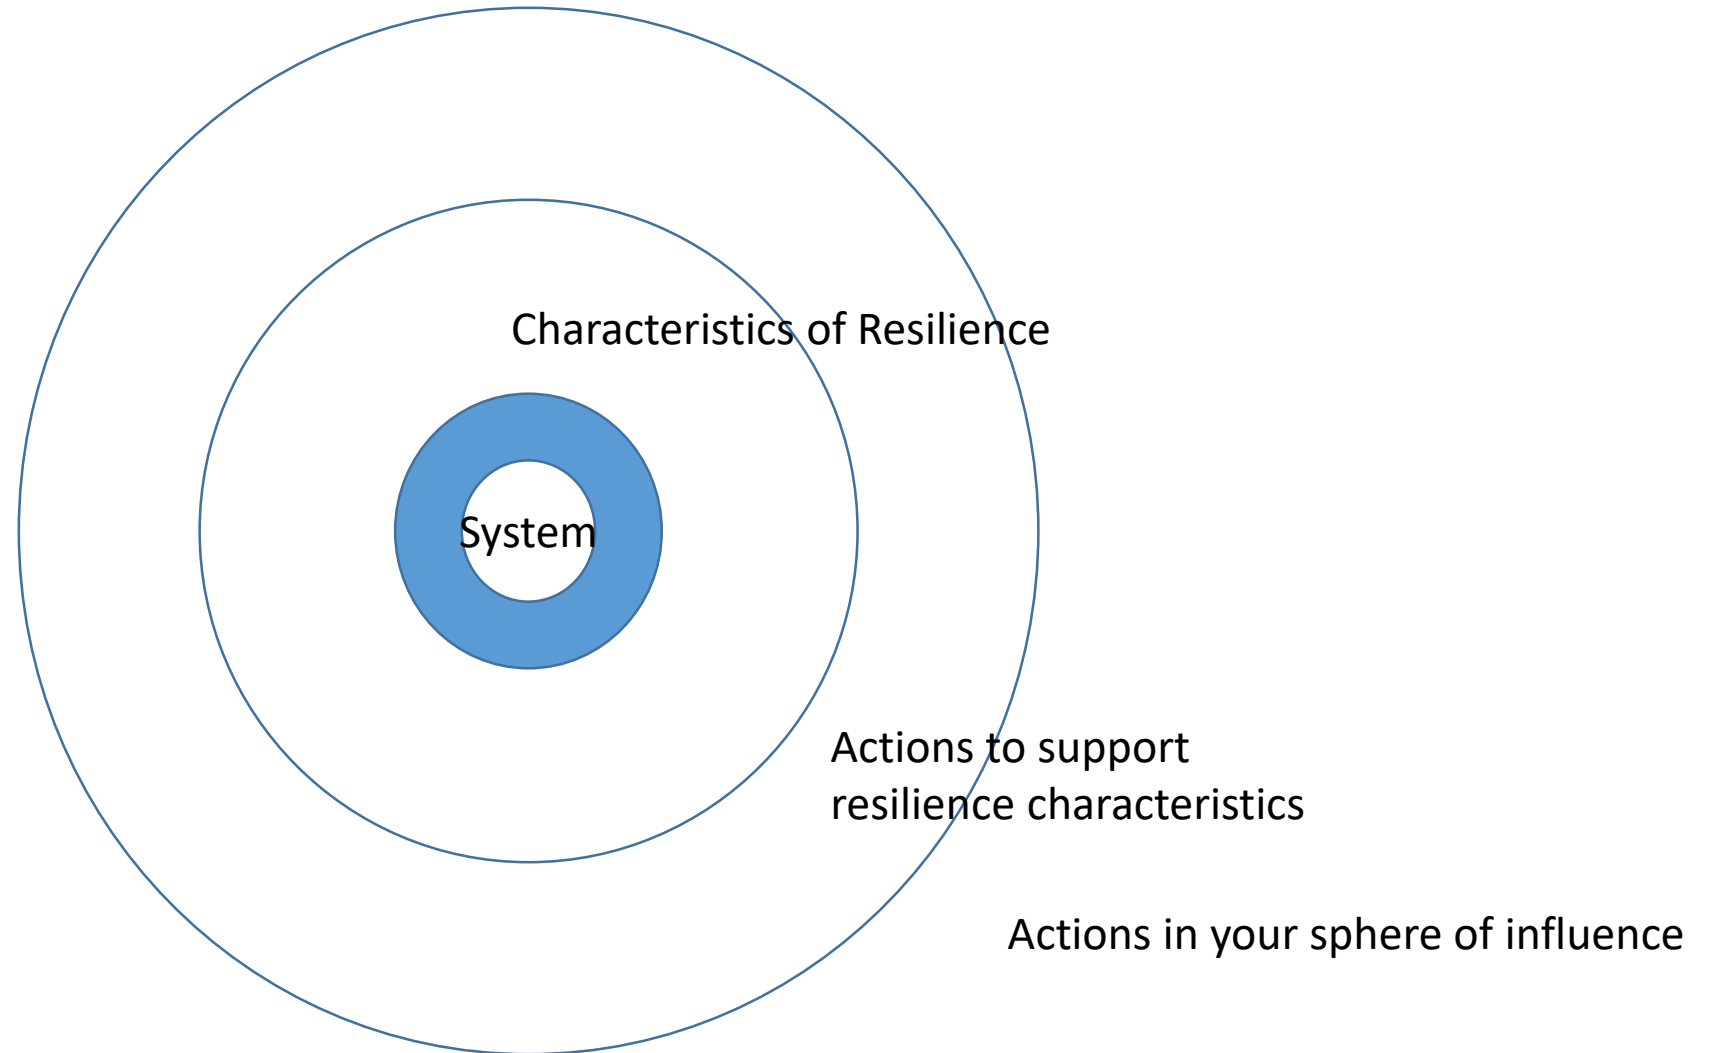 Characteristics of Resilience
System
Actions to support
resilience characteristics
Actions in your sphere of influence